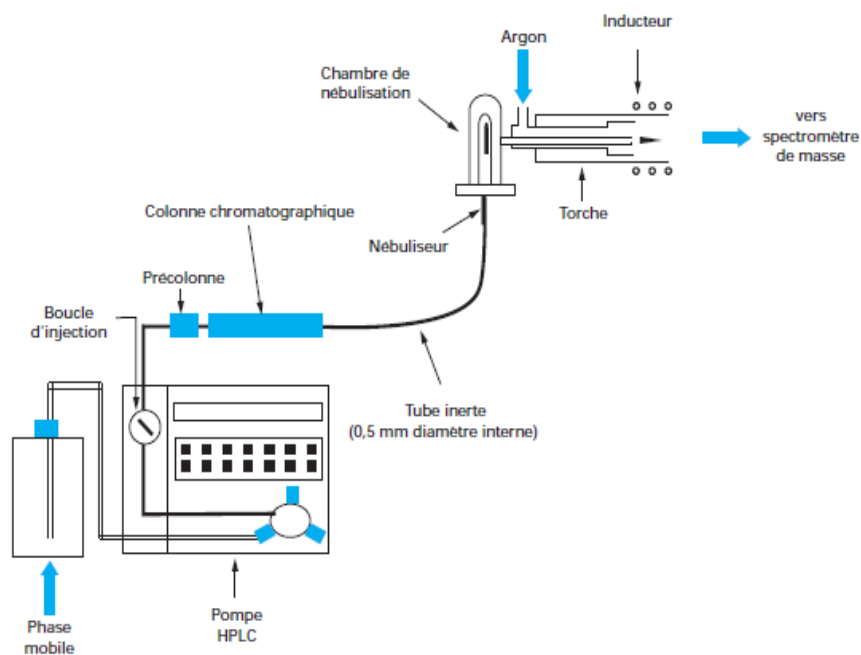 Inducteur
Argon
Chambre de
nébulisation
vers
spectromètre
de masse
Torche
Nébuliseur
Colonne chromatographique
Précolonne
Boucle
d'injection
Tube inerte
(0,5 mm diamètre interne)
Pompe
HPLC
Phase
mobile